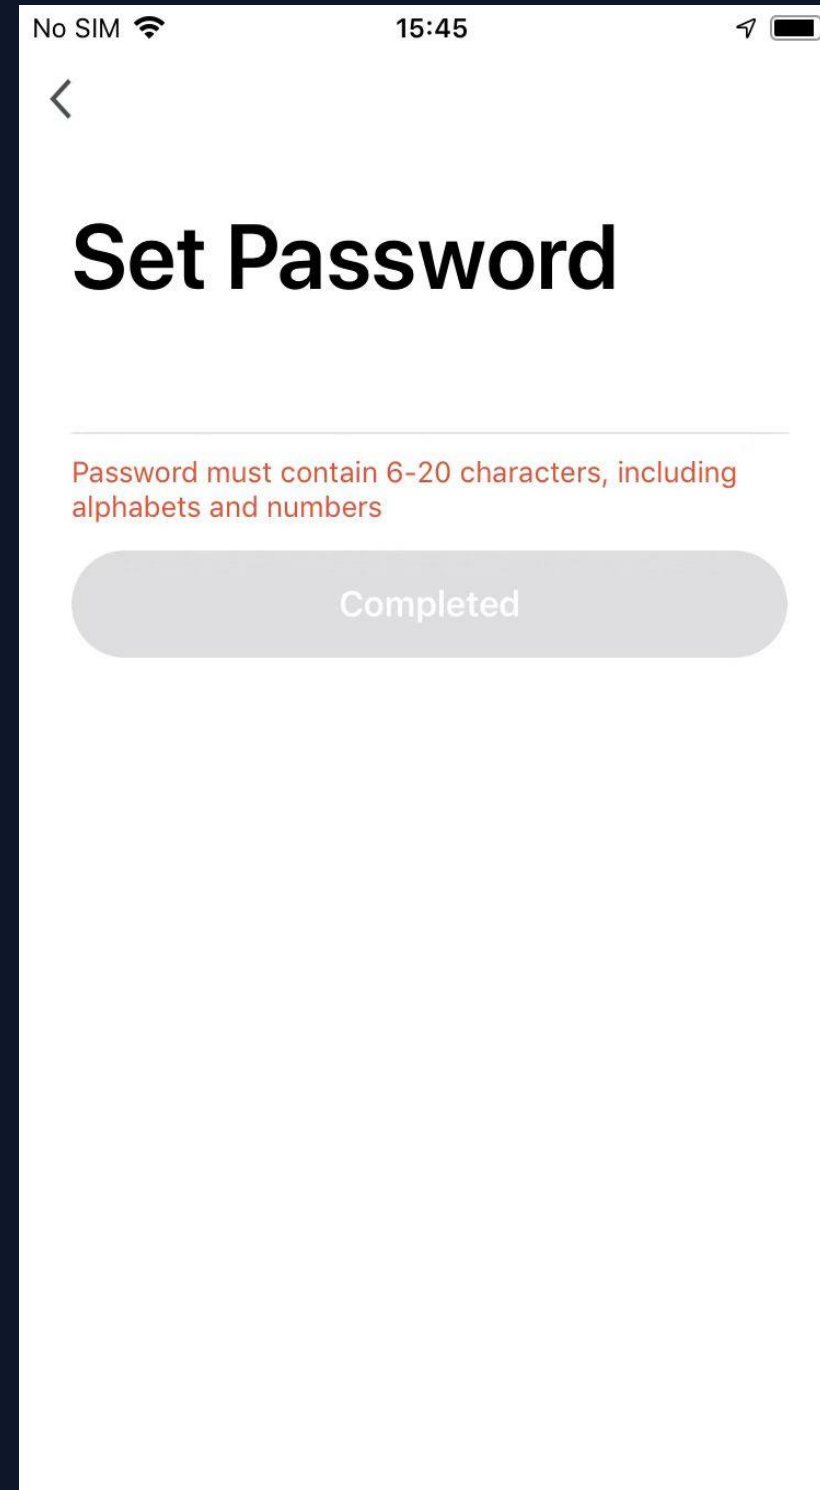 No SIM 15:45
Set Password
Password must contain 6-20 characters, including
alphabets and numbers
Completed